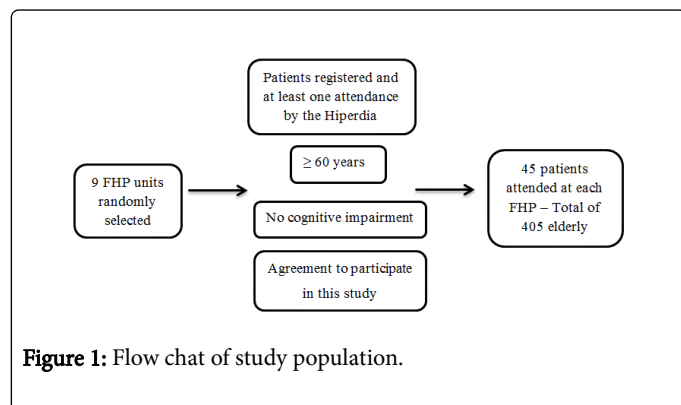 9 FHP units
randomly
selected
Patients registered and
at least one attendance
by the Hiperdia
≥ 60 years
No cognitive impairment
Agreement to participate
in this study
45 patients
attended at each
FHP – Total of
405 elderly
Figure 1: Flow chat of study population.